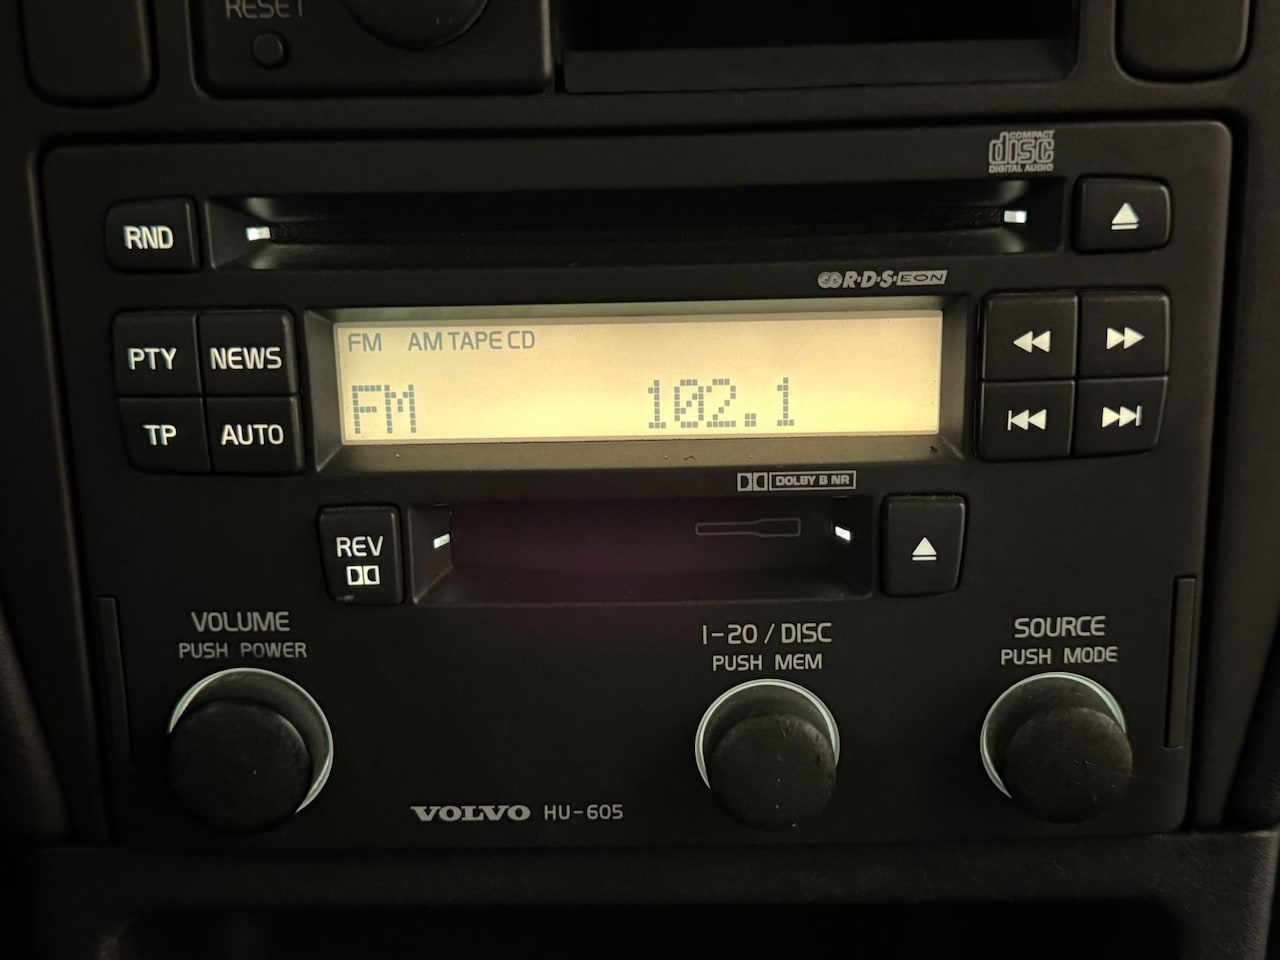 RESET
COMPACT
disc
DIGITAL AUDIO
RND
R·D·S·EON
PTY NEWS
TP AUTO
FM AM TAPE CD
FM 102.1
DOLBY B NR
REV
VOLUME
PUSH POWER
1-20 / DISC
PUSH MEM
SOURCE
PUSH MODE
VOLVO HU-605